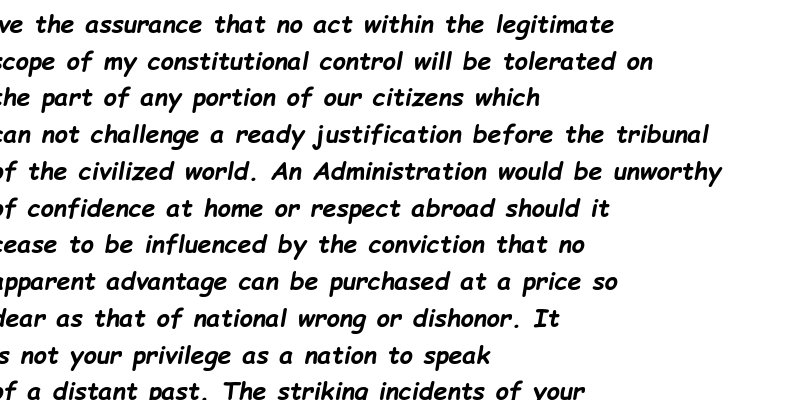 ve the assurance that no act within the legitimate
scope of my constitutional control will be tolerated on
the part of any portion of our citizens which
can not challenge a ready justification before the tribunal
of the civilized world. An Administration would be unworthy
of confidence at home or respect abroad should it
cease to be influenced by the conviction that no
apparent advantage can be purchased at a price so
dear as that of national wrong or dishonor. It
is not your privilege as a nation to speak
of a distant past. The striking incidents of your